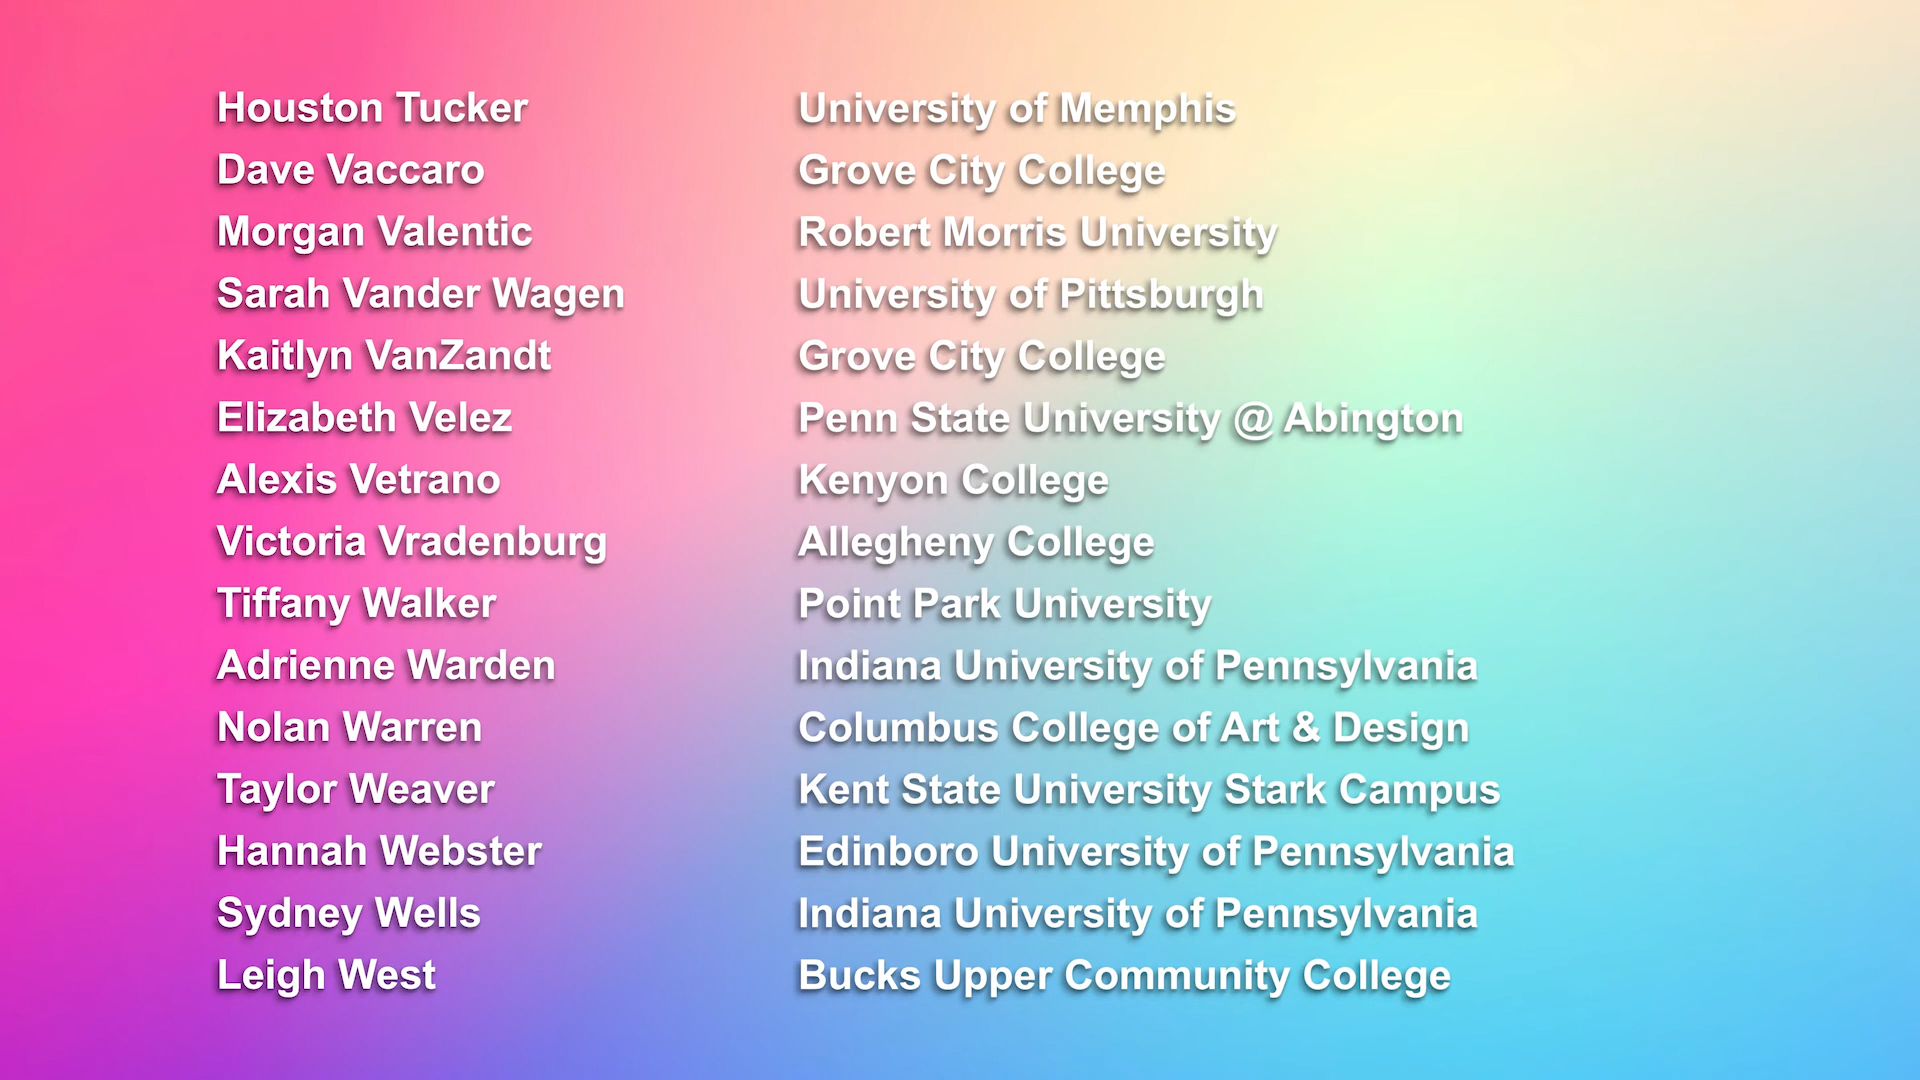 Houston Tucker University of Memphis
Dave Vaccaro Grove City College
Morgan Valentic Robert Morris University
Sarah Vander Wagen University of Pittsburgh
Kaitlyn VanZandt Grove City College
Elizabeth Velez Penn State University @ Abington
Alexis Vetrano Kenyon College
Victoria Vradenburg Allegheny College
Tiffany Walker Point Park University
Adrienne Warden Indiana University of Pennsylvania
Nolan Warren Columbus College of Art & Design
Taylor Weaver Kent State University Stark Campus
Hannah Webster Edinboro University of Pennsylvania
Sydney Wells Indiana University of Pennsylvania
Leigh West Bucks Upper Community College